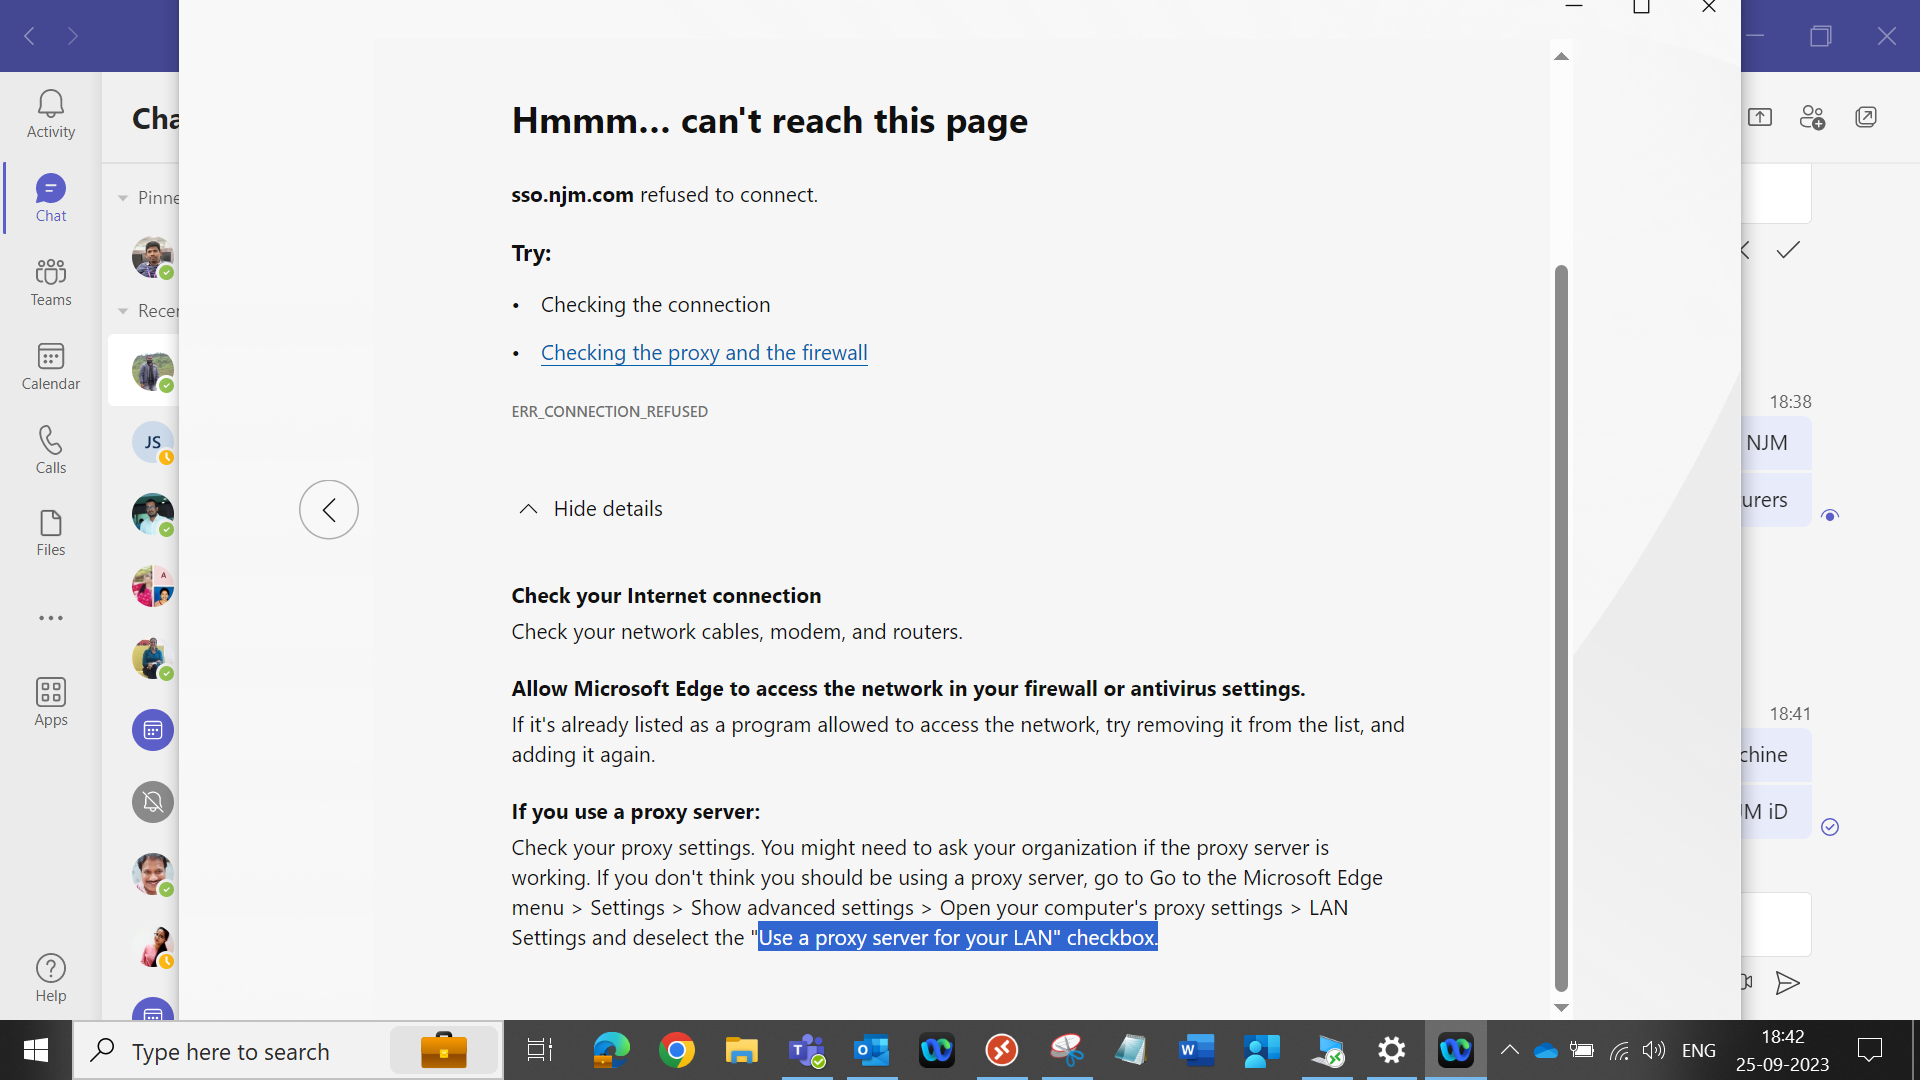 Activity
Chat
Teams
Calendar
Calls
Files
Apps
Help
Cha
Pinne
Recen
JS
A
Hmmm... can't reach this page
sso.njm.com refused to connect.
Try:
• Checking the connection
• Checking the proxy and the firewall
ERR_CONNECTION_REFUSED
Hide details
Check your Internet connection
Check your network cables, modem, and routers.
Allow Microsoft Edge to access the network in your firewall or antivirus settings.
If it's already listed as a program allowed to access the network, try removing it from the list, and
adding it again.
If you use a proxy server:
Check your proxy settings. You might need to ask your organization if the proxy server is
working. If you don't think you should be using a proxy server, go to Go to the Microsoft Edge
menu > Settings > Show advanced settings > Open your computer's proxy settings > LAN
Settings and deselect the "Use a proxy server for your LAN" checkbox.
18:38
NJM
urers
18:41
chine
JM iD
Type here to search
ENG
18:42
25-09-2023